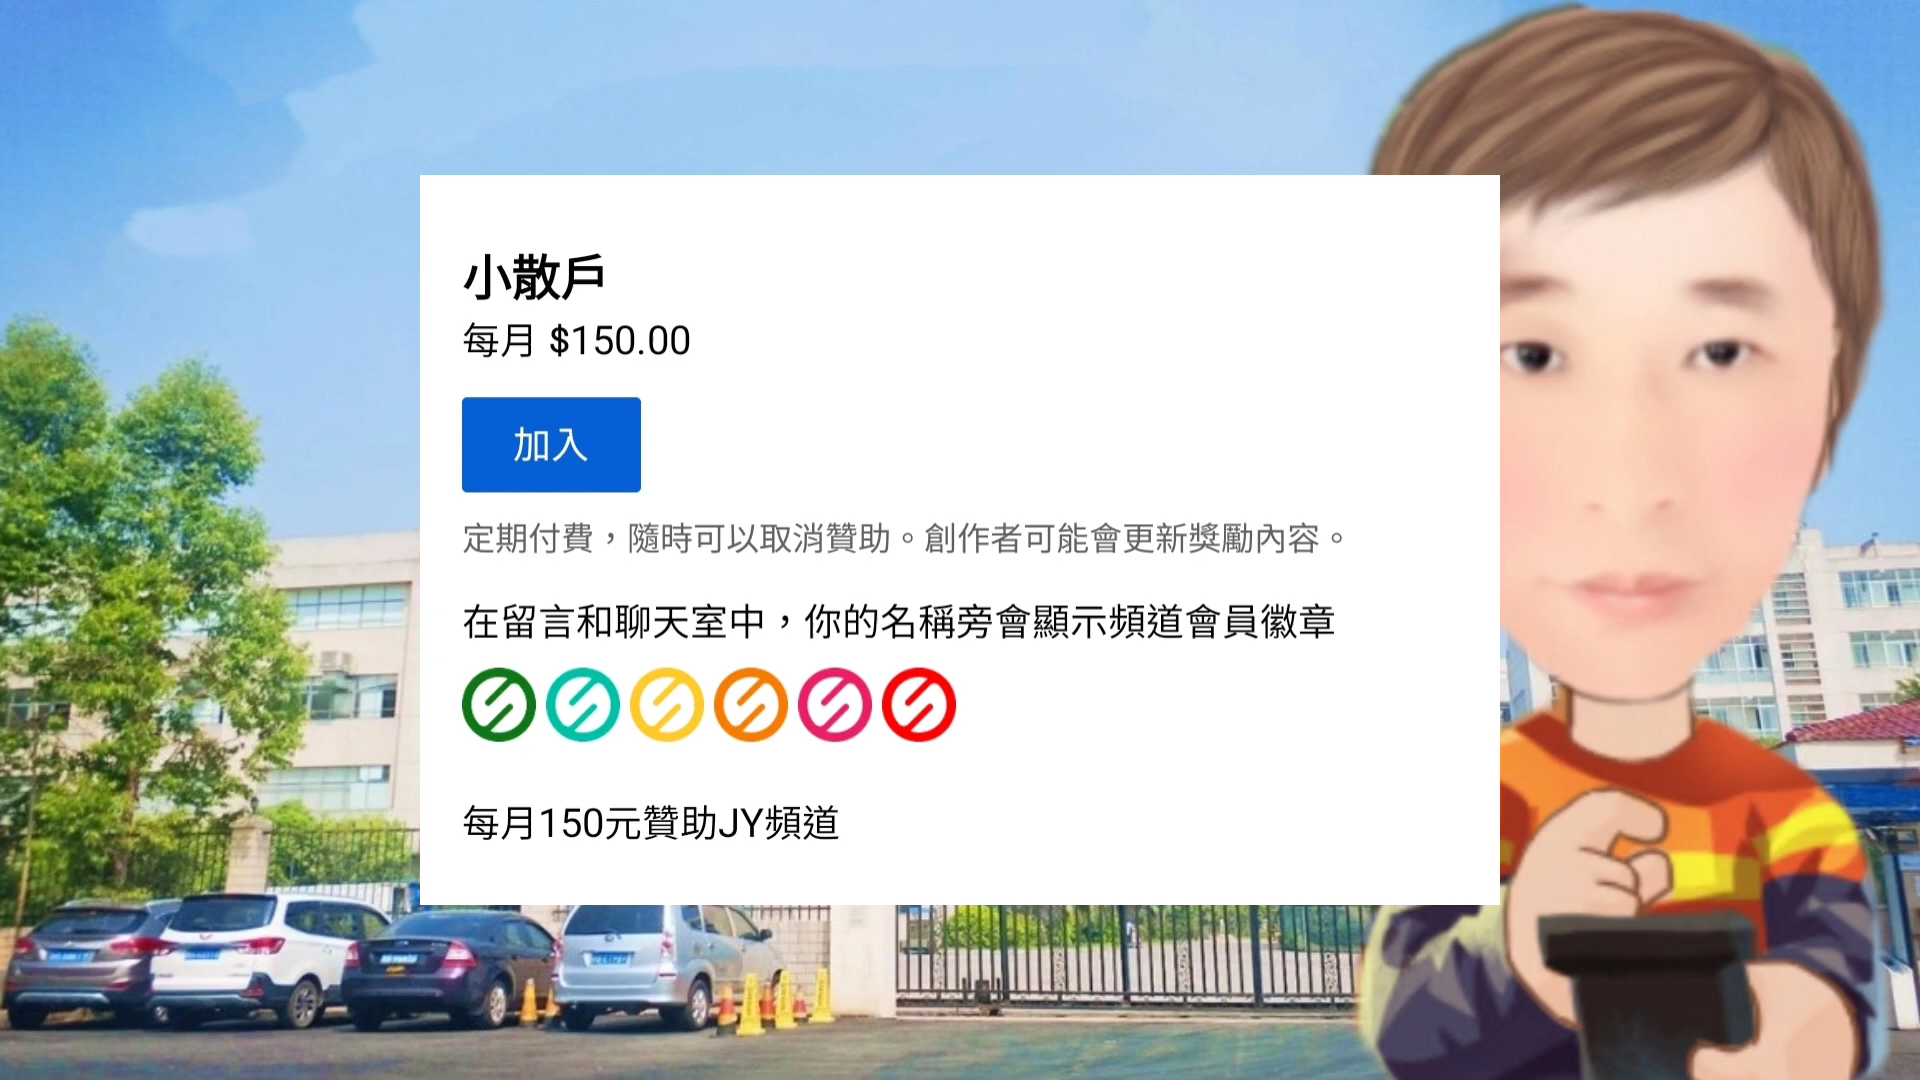 小散戶
每月 $150.00
加入
定期付費，隨時可以取消贊助。創作者可能會更新獎勵內容。
在留言和聊天室中，你的名稱旁會顯示頻道會員徽章
每月150元贊助JY頻道